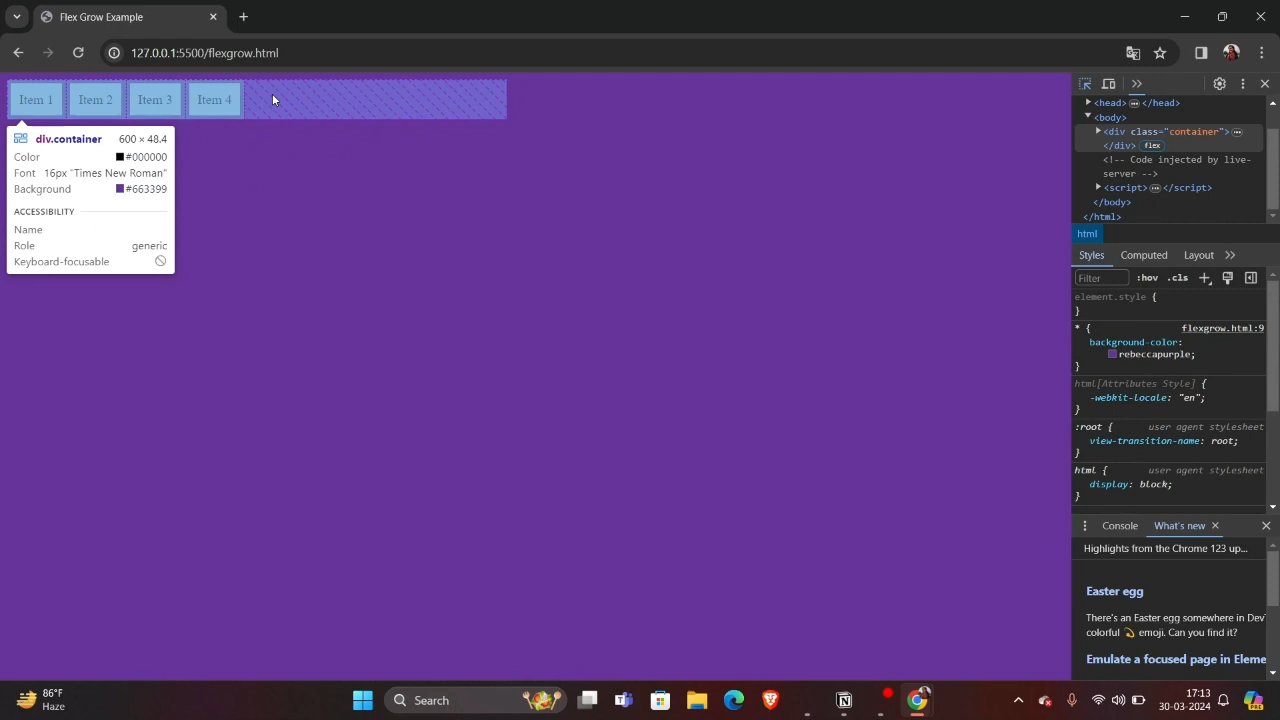 Flex Grow Example
127.0.0.1:5500/flexgrow.html
Item 1 Item 2 Item 3 Item 4
div.container 600 × 48.4
Color #000000
Font 16px "Times New Roman"
Background #663399
ACCESSIBILITY
Name
Role generic
Keyboard-focusable
<head> ••• </head>
<body>
<div class="container"> •••
</div> flex
<!-- Code injected by live-
server -->
<script> ••• </script>
</body>
</html>
html
Styles Computed Layout
Filter :hov .cls
element.style {
}
* { flexgrow.html:9
background-color:
rebeccapurple;
}
html[Attributes Style] {
-webkit-locale: "en";
}
:root { user agent stylesheet
view-transition-name: root;
}
html { user agent stylesheet
display: block;
}
Console What's new
Highlights from the Chrome 123 up...
Easter egg
There's an Easter egg somewhere in Dev
colorful 💫 emoji. Can you find it?
Emulate a focused page in Eleme
86°F
Haze
Search
17:13
30-03-2024